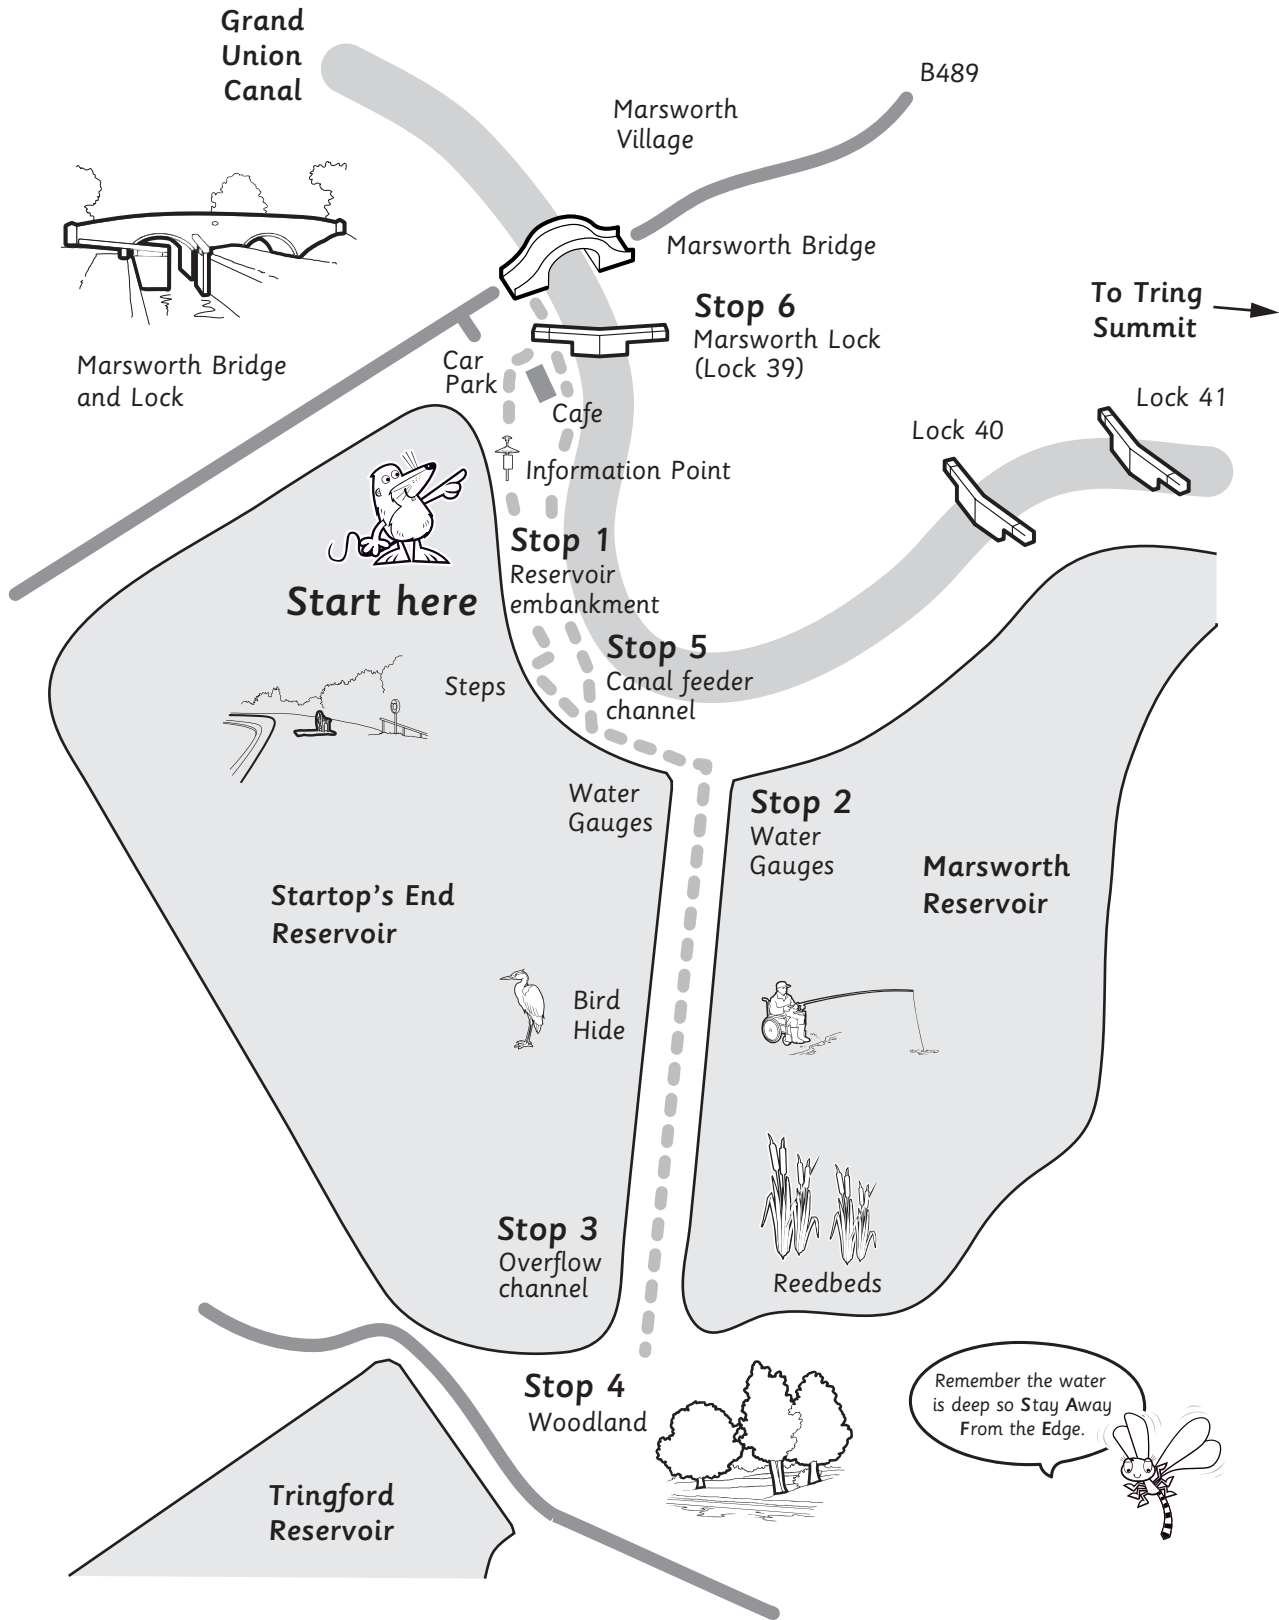 Grand
Union
Canal
B489
Marsworth
Village
Marsworth Bridge
Stop 6
Marsworth Lock
(Lock 39)
To Tring
Summit
Marsworth Bridge
and Lock
Car
Park
Cafe
Lock 41
Lock 40
Information Point
Stop 1
Reservoir
embankment
Start here
Stop 5
Canal feeder
channel
Steps
Water
Gauges
Stop 2
Water
Gauges
Marsworth
Reservoir
Startop's End
Reservoir
Bird
Hide
Stop 3
Overflow
channel
Reedbeds
Stop 4
Woodland
Remember the water
is deep so Stay Away
From the Edge.
Tringford
Reservoir